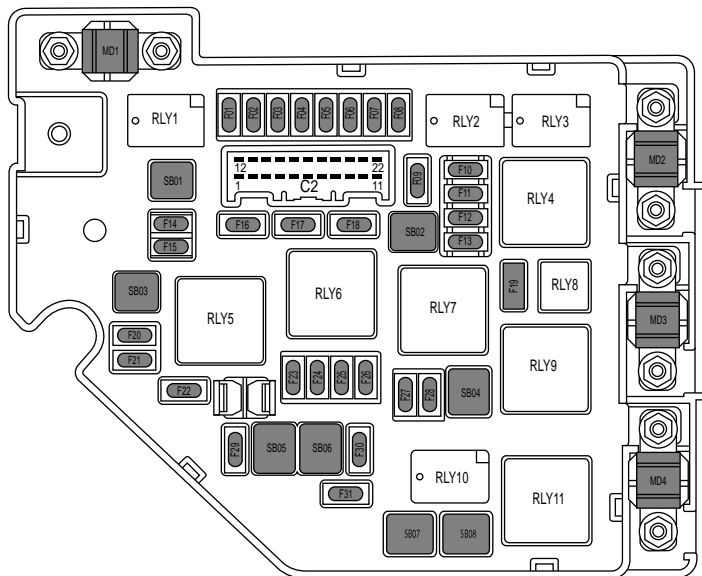 MD1
RLY1
F01 F02 F03 F04 F05 F06 F07 F08
RLY2
RLY3
MD2
12 22
1 C2 11
SB01
F09
F10
F11
F12
F13
RLY4
F14
F15
F16
F17
F18
SB02
SB03
RLY5
RLY6
RLY7
F19
RLY8
MD3
F20
F21
F22
F23 F24 F25 F26
F27 F28
SB04
RLY9
F29
SB05
SB06
F30
F31
RLY10
RLY11
MD4
SB07
SB08